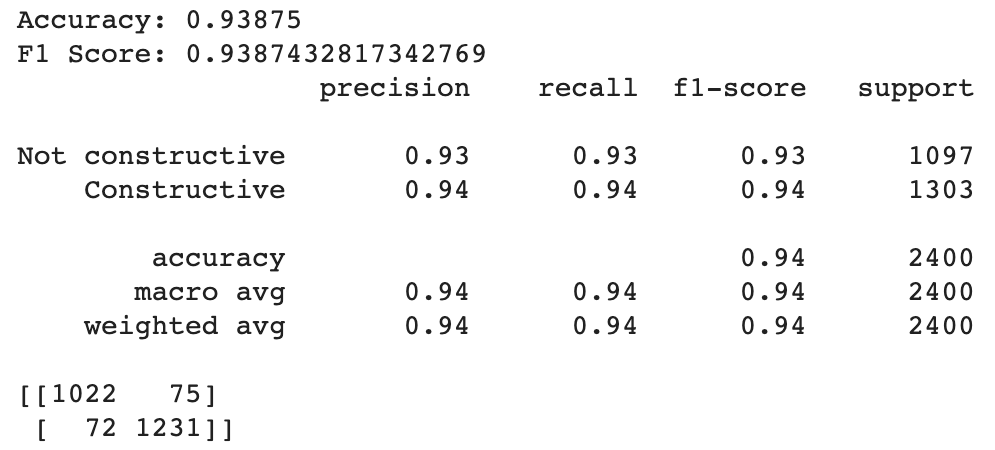 Accuracy: 0.93875
F1 Score: 0.9387432817342769
precision recall f1-score support
Not constructive 0.93 0.93 0.93 1097
Constructive 0.94 0.94 0.94 1303
accuracy 0.94 2400
macro avg 0.94 0.94 0.94 2400
weighted avg 0.94 0.94 0.94 2400
[[1022 75]
[ 72 1231]]